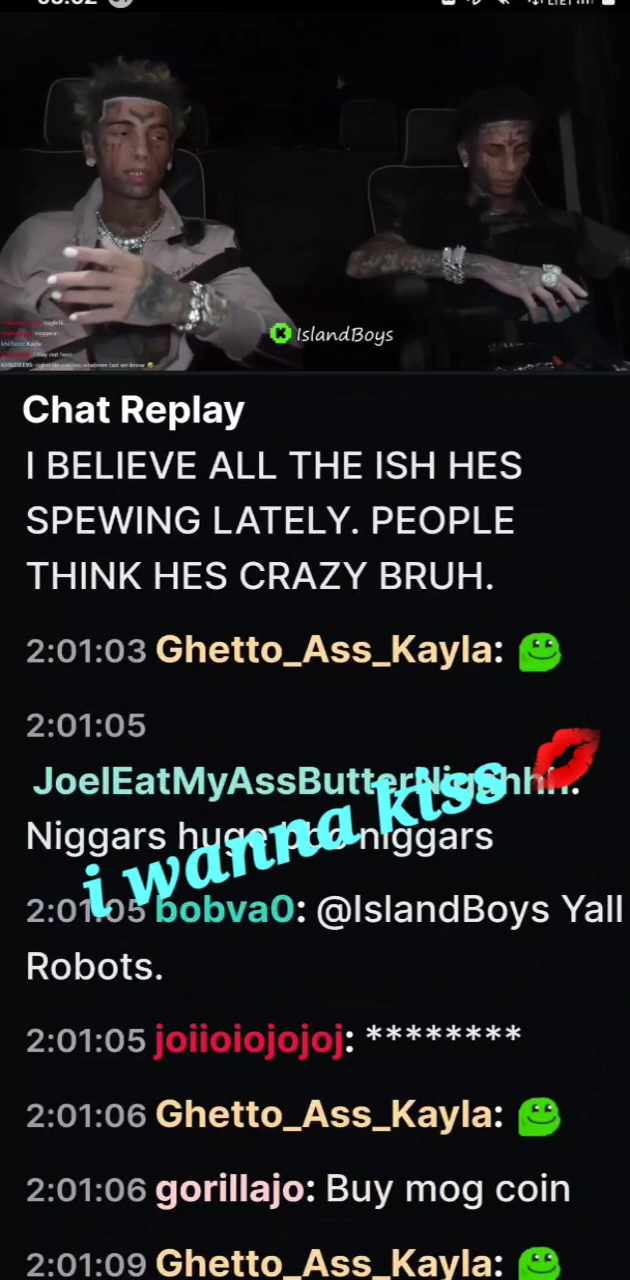 IslandBoys
Chat Replay
I BELIEVE ALL THE ISH HES
SPEWING LATELY. PEOPLE
THINK HES CRAZY BRUH.
2:01:03 Ghetto_Ass_Kayla:
2:01:05
JoelEatMyAssButterNiggahhh:
Niggars huge bbc niggars
i wanna kiss
2:01:05 bobva0: @IslandBoys Yall
Robots.
2:01:05 joiioiojojoj: ********
2:01:06 Ghetto_Ass_Kayla:
2:01:06 gorillajo: Buy mog coin
2:01:09 Ghetto_Ass_Kayla: